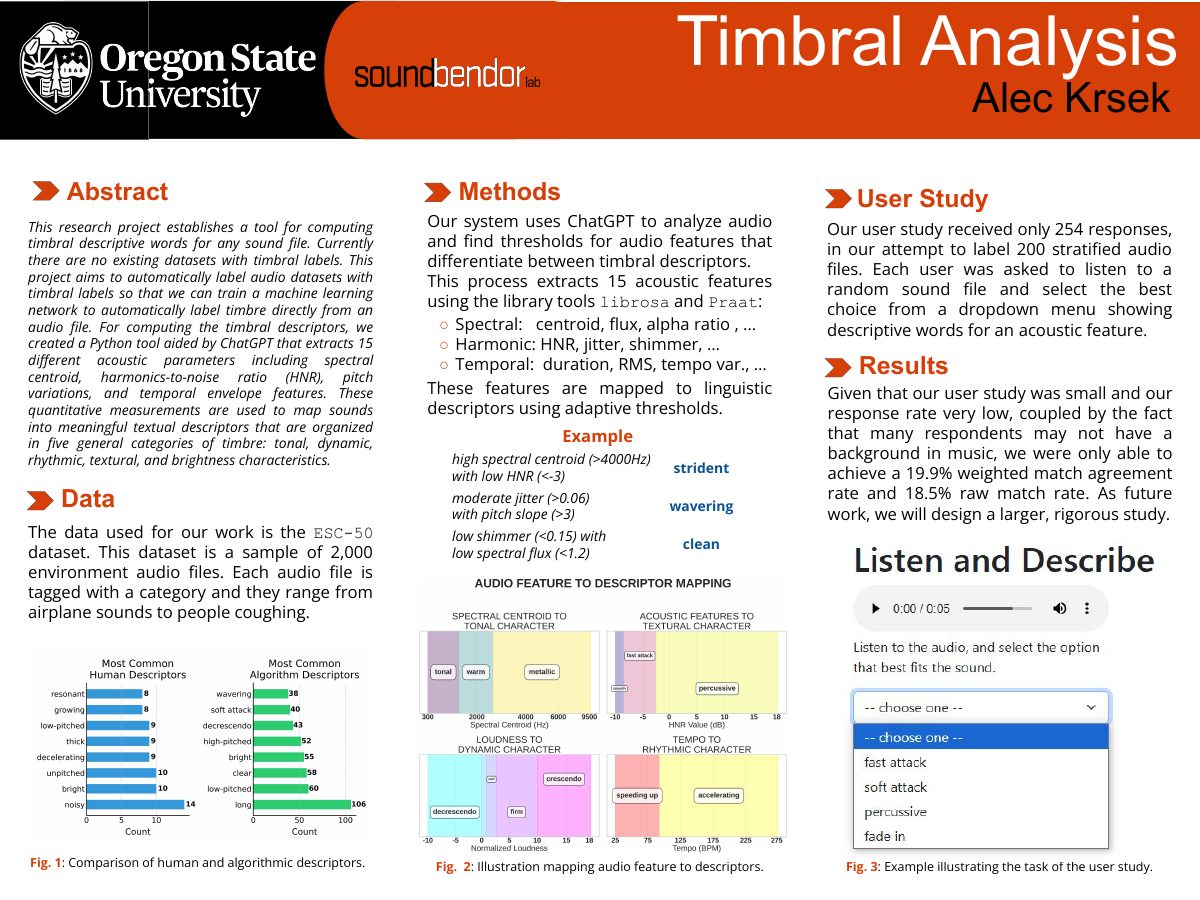 Oregon State
University
soundbendor lab
Timbral Analysis
Alec Krsek
Abstract
This research project establishes a tool for computing
timbral descriptive words for any sound file. Currently
there are no existing datasets with timbral labels. This
project aims to automatically label audio datasets with
timbral labels so that we can train a machine learning
network to automatically label timbre directly from an
audio file. For computing the timbral descriptors, we
created a Python tool aided by ChatGPT that extracts 15
different acoustic parameters including spectral
centroid, harmonics-to-noise ratio (HNR), pitch
variations, and temporal envelope features. These
quantitative measurements are used to map sounds
into meaningful textual descriptors that are organized
in five general categories of timbre: tonal, dynamic,
rhythmic, textural, and brightness characteristics.
Data
The data used for our work is the ESC-50
dataset. This dataset is a sample of 2,000
environment audio files. Each audio file is
tagged with a category and they range from
airplane sounds to people coughing.
Most Common
Human Descriptors
resonant 8
growing 8
low-pitched 9
thick 9
decelerating 9
unpitched 10
bright 10
noisy 14
0 5 10
Count
Most Common
Algorithm Descriptors
wavering 38
soft attack 40
decrescendo 43
high-pitched 52
bright 55
clear 58
low-pitched 60
long 106
0 50 100
Count
Fig. 1: Comparison of human and algorithmic descriptors.
Methods
Our system uses ChatGPT to analyze audio
and find thresholds for audio features that
differentiate between timbral descriptors.
This process extracts 15 acoustic features
using the library tools librosa and Praat:
○ Spectral: centroid, flux, alpha ratio , ...
○ Harmonic: HNR, jitter, shimmer, ...
○ Temporal: duration, RMS, tempo var., ...
These features are mapped to linguistic
descriptors using adaptive thresholds.
Example
high spectral centroid (>4000Hz)
with low HNR (<-3)
strident
moderate jitter (>0.06)
with pitch slope (>3)
wavering
low shimmer (<0.15) with
low spectral flux (<1.2)
clean
AUDIO FEATURE TO DESCRIPTOR MAPPING
SPECTRAL CENTROID TO
TONAL CHARACTER
tonal warm metallic
300 2000 4000 6000 9500
Spectral Centroid (Hz)
ACOUSTIC FEATURES TO
TEXTURAL CHARACTER
fast attack
smooth
percussive
-10 -5 0 5 10 15 18
HNR Value (dB)
LOUDNESS TO
DYNAMIC CHARACTER
crescendo
decrescendo firm
-10 -5 0 5 10 15 18
Normalized Loudness
TEMPO TO
RHYTHMIC CHARACTER
speeding up accelerating
25 75 125 175 225 275
Tempo (BPM)
Fig. 2: Illustration mapping audio feature to descriptors.
User Study
Our user study received only 254 responses,
in our attempt to label 200 stratified audio
files. Each user was asked to listen to a
random sound file and select the best
choice from a dropdown menu showing
descriptive words for an acoustic feature.
Results
Given that our user study was small and our
response rate very low, coupled by the fact
that many respondents may not have a
background in music, we were only able to
achieve a 19.9% weighted match agreement
rate and 18.5% raw match rate. As future
work, we will design a larger, rigorous study.
Listen and Describe
0:00 / 0:05
Listen to the audio, and select the option
that best fits the sound.
-- choose one --
-- choose one --
fast attack
soft attack
percussive
fade in
Fig. 3: Example illustrating the task of the user study.